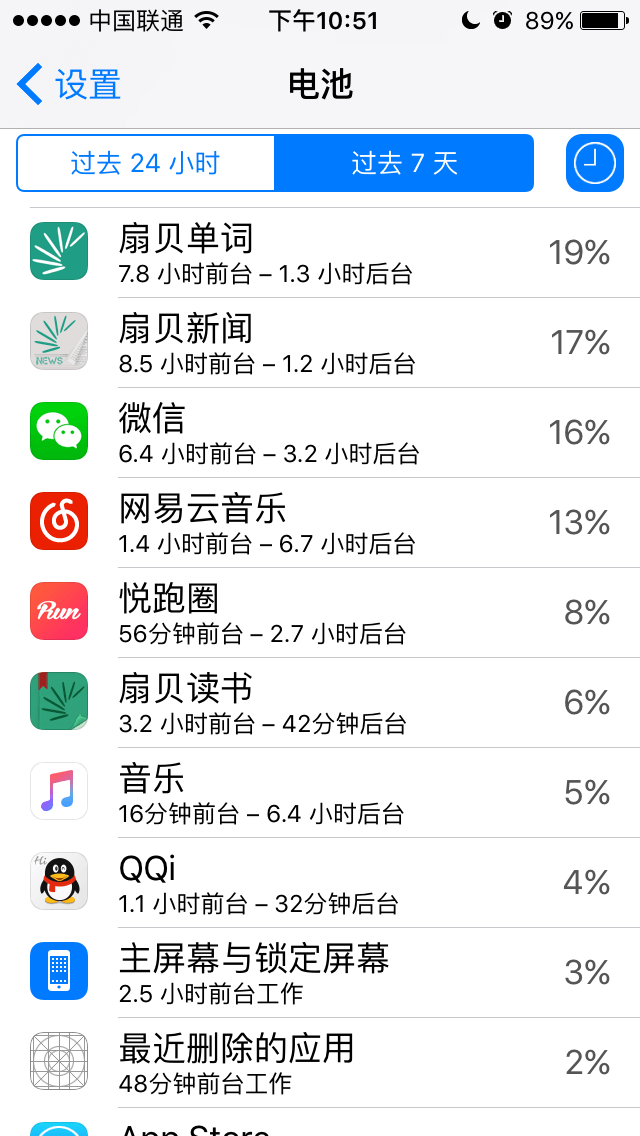 中国联通 下午10:51 89%
设置 电池
过去 24 小时 过去 7 天
扇贝单词 19%
7.8 小时前台 – 1.3 小时后台
NEWS
扇贝新闻 17%
8.5 小时前台 – 1.2 小时后台
微信 16%
6.4 小时前台 – 3.2 小时后台
网易云音乐 13%
1.4 小时前台 – 6.7 小时后台
Run
悦跑圈 8%
56分钟前台 – 2.7 小时后台
扇贝读书 6%
3.2 小时前台 – 42分钟后台
音乐 5%
16分钟前台 – 6.4 小时后台
Hi
QQi 4%
1.1 小时前台 – 32分钟后台
主屏幕与锁定屏幕 3%
2.5 小时前台工作
最近删除的应用 2%
48分钟前台工作
App Store